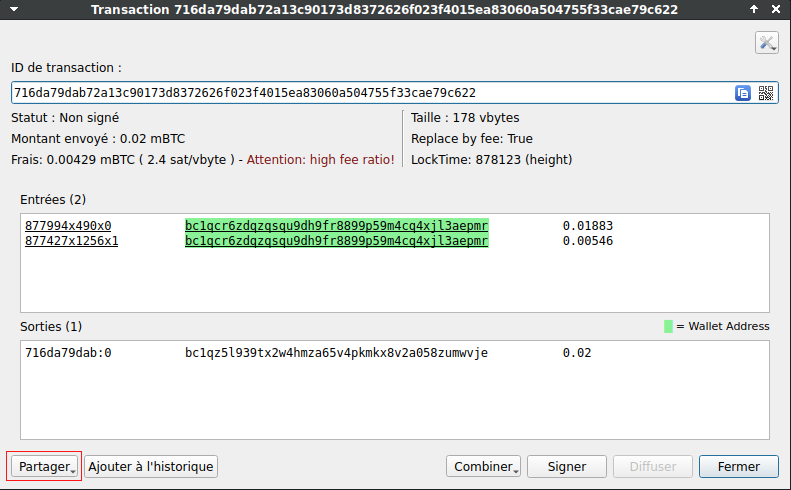 Transaction 716da79dab72a13c90173d8372626f023f4015ea83060a504755f33cae79c622
ID de transaction :
716da79dab72a13c90173d8372626f023f4015ea83060a504755f33cae79c622
Statut : Non signé
Montant envoyé : 0.02 mBTC
Frais: 0.00429 mBTC ( 2.4 sat/vbyte ) - Attention: high fee ratio!
Taille : 178 vbytes
Replace by fee: True
LockTime: 878123 (height)
Entrées (2)
877994x490x0 bc1qcr6zdqzqsqu9dh9fr8899p59m4cq4xjl3aepmr 0.01883
877427x1256x1 bc1qcr6zdqzqsqu9dh9fr8899p59m4cq4xjl3aepmr 0.00546
Sorties (1)
= Wallet Address
716da79dab:0 bc1qz5l939tx2w4hmza65v4pkmkx8v2a058zumwvje 0.02
Partager
Ajouter à l'historique
Combiner
Signer
Diffuser
Fermer